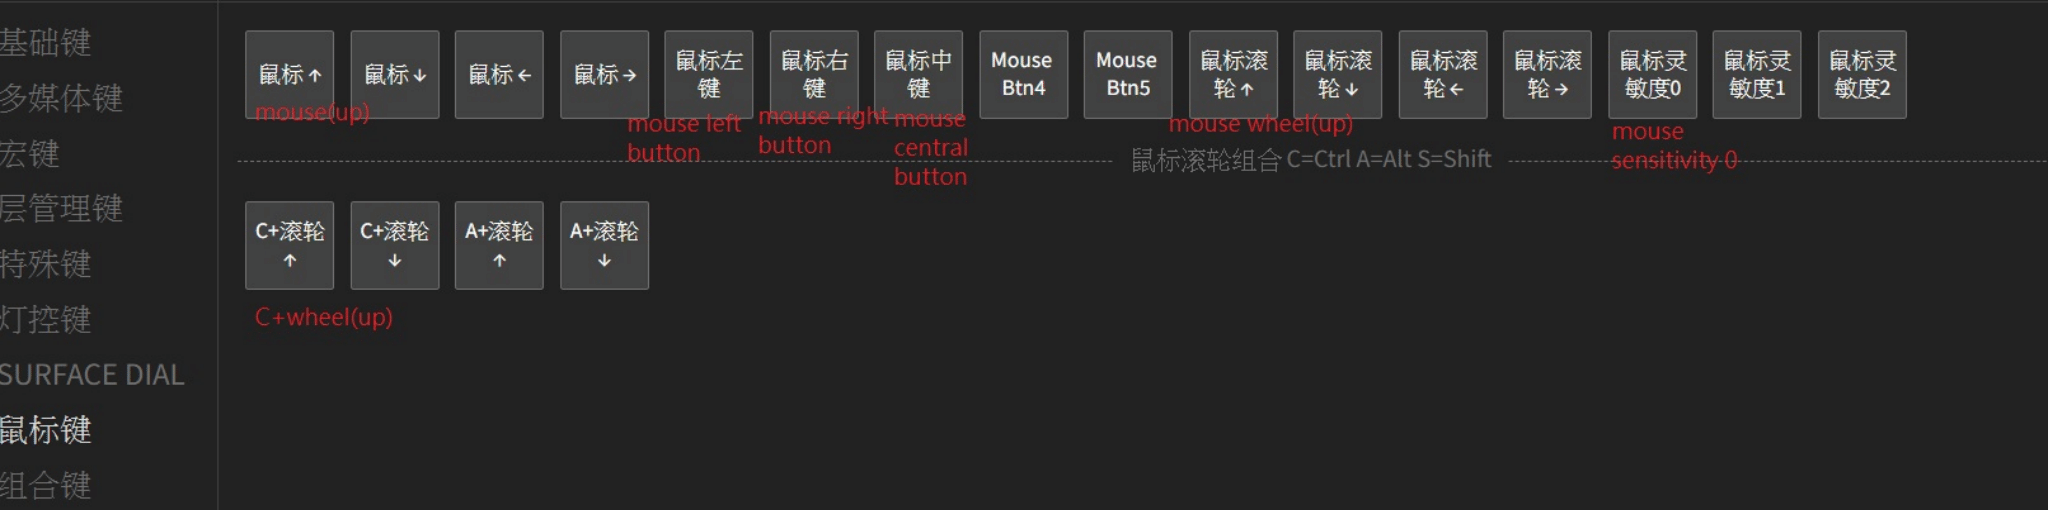 基础键
多媒体键
宏键
层管理键
特殊键
灯控键
SURFACE DIAL
鼠标键
组合键
鼠标 ↑
鼠标 ↓
鼠标 ←
鼠标 →
鼠标左
键
鼠标右
键
鼠标中
键
Mouse
Btn4
Mouse
Btn5
鼠标滚
轮 ↑
鼠标滚
轮 ↓
鼠标滚
轮 ←
鼠标滚
轮 →
鼠标灵
敏度0
鼠标灵
敏度1
鼠标灵
敏度2
mouse(up)
mouse left
button
mouse right
button
mouse
central
button
mouse wheel(up)
mouse
sensitivity 0
鼠标滚轮组合 C=Ctrl A=Alt S=Shift
C+滚轮
↑
C+滚轮
↓
A+滚轮
↑
A+滚轮
↓
C+wheel(up)